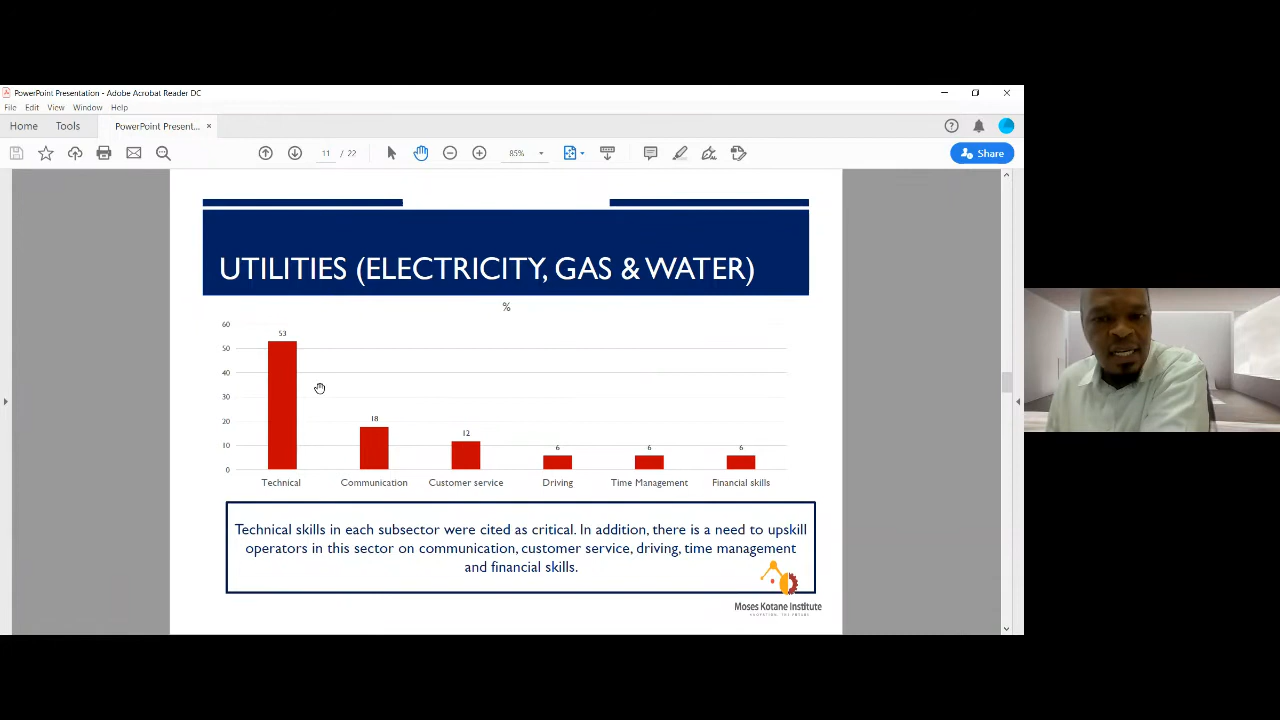 PowerPoint Presentation - Adobe Acrobat Reader DC
File Edit View Window Help
Home Tools PowerPoint Present... ×
11 / 22 85% Share
UTILITIES (ELECTRICITY, GAS & WATER)
%
60
50
40
30
20
10
0
53
18
12
6
6
6
Technical Communication Customer service Driving Time Management Financial skills
Technical skills in each subsector were cited as critical. In addition, there is a need to upskill
operators in this sector on communication, customer service, driving, time management
and financial skills.
Moses Kotane Institute